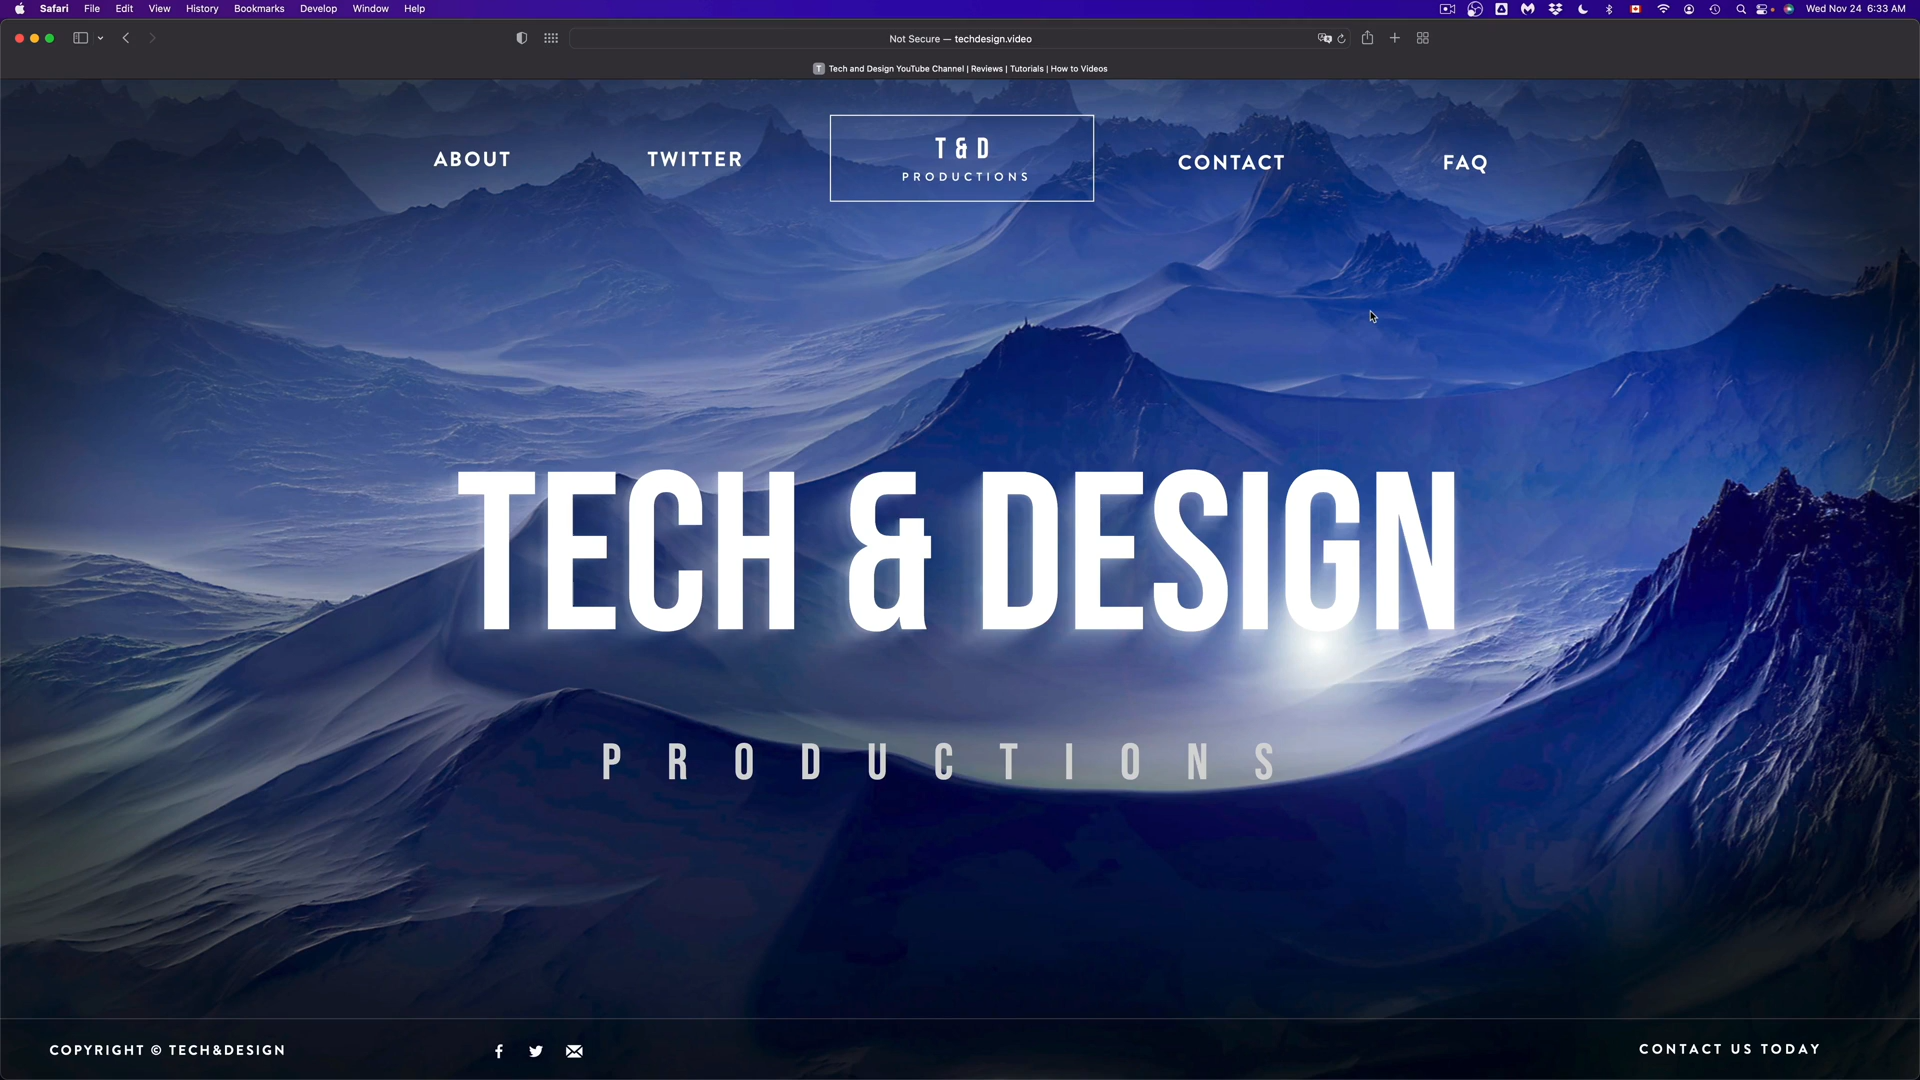 Safari File Edit View History Bookmarks Develop Window Help Wed Nov 24 6:33 AM
Not Secure — techdesign.video
T Tech and Design YouTube Channel | Reviews | Tutorials | How to Videos
ABOUT TWITTER T & D CONTACT FAQ
PRODUCTIONS
TECH & DESIGN
PRODUCTIONS
COPYRIGHT © TECH&DESIGN CONTACT US TODAY